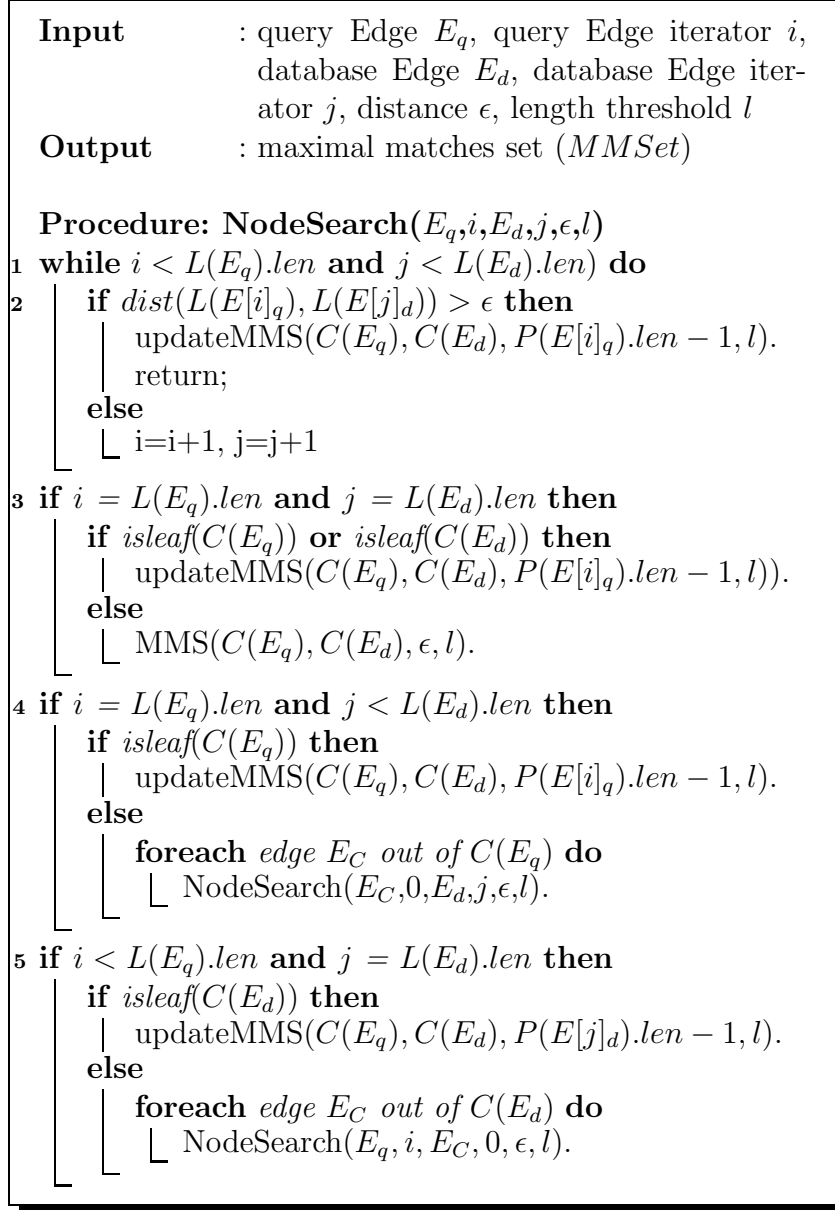 Input : query Edge E_q, query Edge iterator i,
database Edge E_d, database Edge iter-
ator j, distance ϵ, length threshold l
Output : maximal matches set (MMSet)
Procedure: NodeSearch(E_q,i,E_d,j,ϵ,l)
1 while i < L(E_q).len and j < L(E_d).len) do
2 if dist(L(E[i]_q), L(E[j]_d)) > ϵ then
updateMMS(C(E_q), C(E_d), P(E[i]_q).len − 1, l).
return;
else
i=i+1, j=j+1
3 if i = L(E_q).len and j = L(E_d).len then
if isleaf(C(E_q)) or isleaf(C(E_d)) then
updateMMS(C(E_q), C(E_d), P(E[i]_q).len − 1, l)).
else
MMS(C(E_q), C(E_d), ϵ, l).
4 if i = L(E_q).len and j < L(E_d).len then
if isleaf(C(E_q)) then
updateMMS(C(E_q), C(E_d), P(E[i]_q).len − 1, l).
else
foreach edge E_C out of C(E_q) do
NodeSearch(E_C,0,E_d,j,ϵ,l).
5 if i < L(E_q).len and j = L(E_d).len then
if isleaf(C(E_d)) then
updateMMS(C(E_q), C(E_d), P(E[j]_d).len − 1, l).
else
foreach edge E_C out of C(E_d) do
NodeSearch(E_q, i, E_C, 0, ϵ, l).